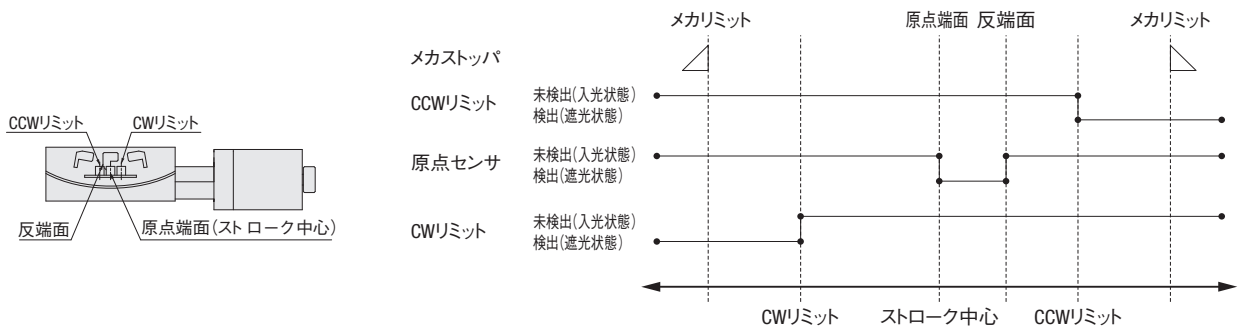 メカリミット
原点端面 反端面
メカリミット
メカストッパ
CCWリミット
未検出(入光状態)
検出(遮光状態)
原点センサ
未検出(入光状態)
検出(遮光状態)
CWリミット
未検出(入光状態)
検出(遮光状態)
CWリミット
ストローク中心
CCWリミット
CCWリミット
CWリミット
反端面
原点端面(ストローク中心)